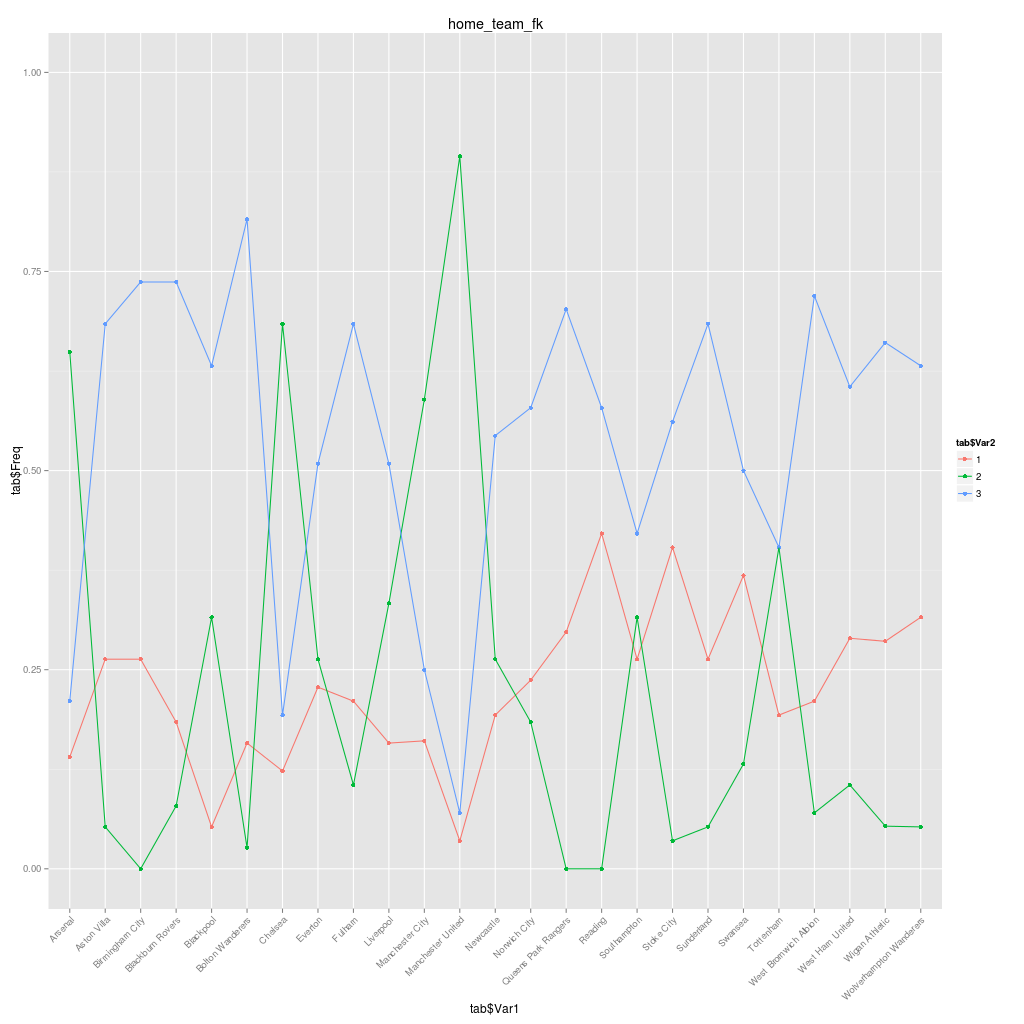 home_team_fk
tab$Freq
1.00
0.75
0.50
0.25
0.00
Arsenal
Aston Villa
Birmingham City
Blackburn Rovers
Blackpool
Bolton Wanderers
Chelsea
Everton
Fulham
Liverpool
Manchester City
Manchester United
Newcastle
Norwich City
Queens Park Rangers
Reading
Southampton
Stoke City
Sunderland
Swansea
Tottenham
West Bromwich Albion
West Ham United
Wigan Athletic
Wolverhampton Wanderers
tab$Var1
tab$Var2
1
2
3